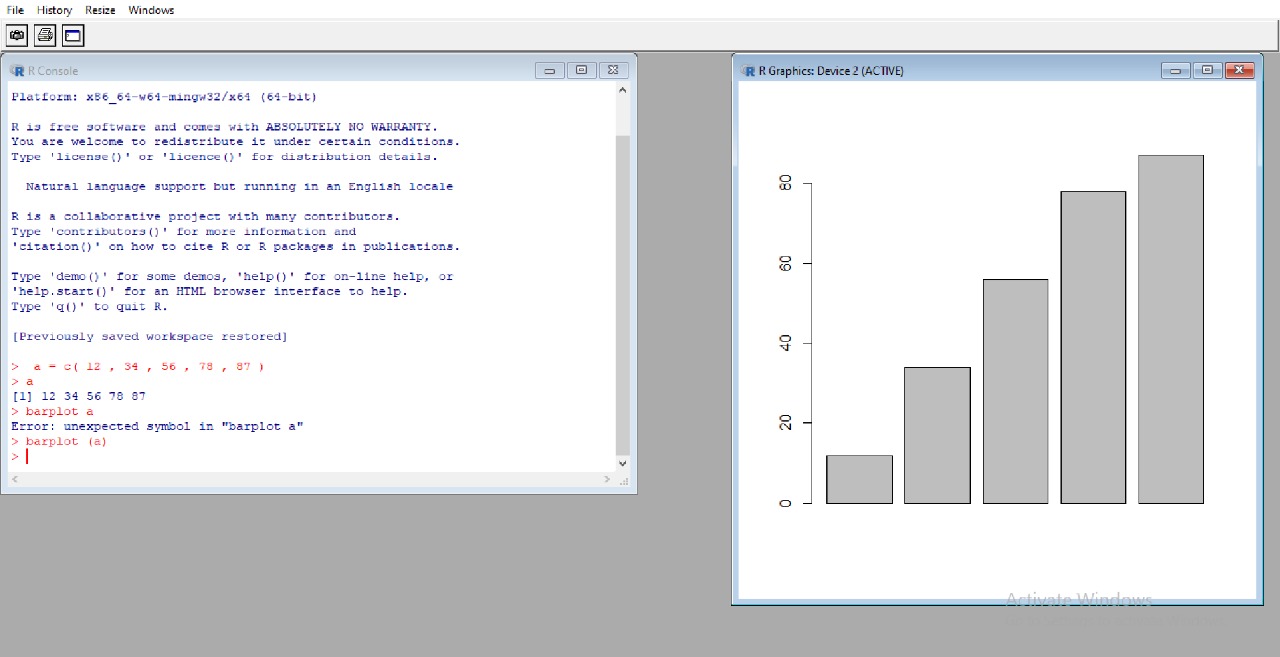 File History Resize Windows
R Console
Platform: x86_64-w64-mingw32/x64 (64-bit)
R is free software and comes with ABSOLUTELY NO WARRANTY.
You are welcome to redistribute it under certain conditions.
Type 'license()' or 'licence()' for distribution details.
Natural language support but running in an English locale
R is a collaborative project with many contributors.
Type 'contributors()' for more information and
'citation()' on how to cite R or R packages in publications.
Type 'demo()' for some demos, 'help()' for on-line help, or
'help.start()' for an HTML browser interface to help.
Type 'q()' to quit R.
[Previously saved workspace restored]
>  a = c( 12 , 34 , 56 , 78 , 87 )
> a
[1] 12 34 56 78 87
> barplot a
Error: unexpected symbol in "barplot a"
> barplot (a)
>
R Graphics: Device 2 (ACTIVE)
80
60
40
20
0
Activate Windows